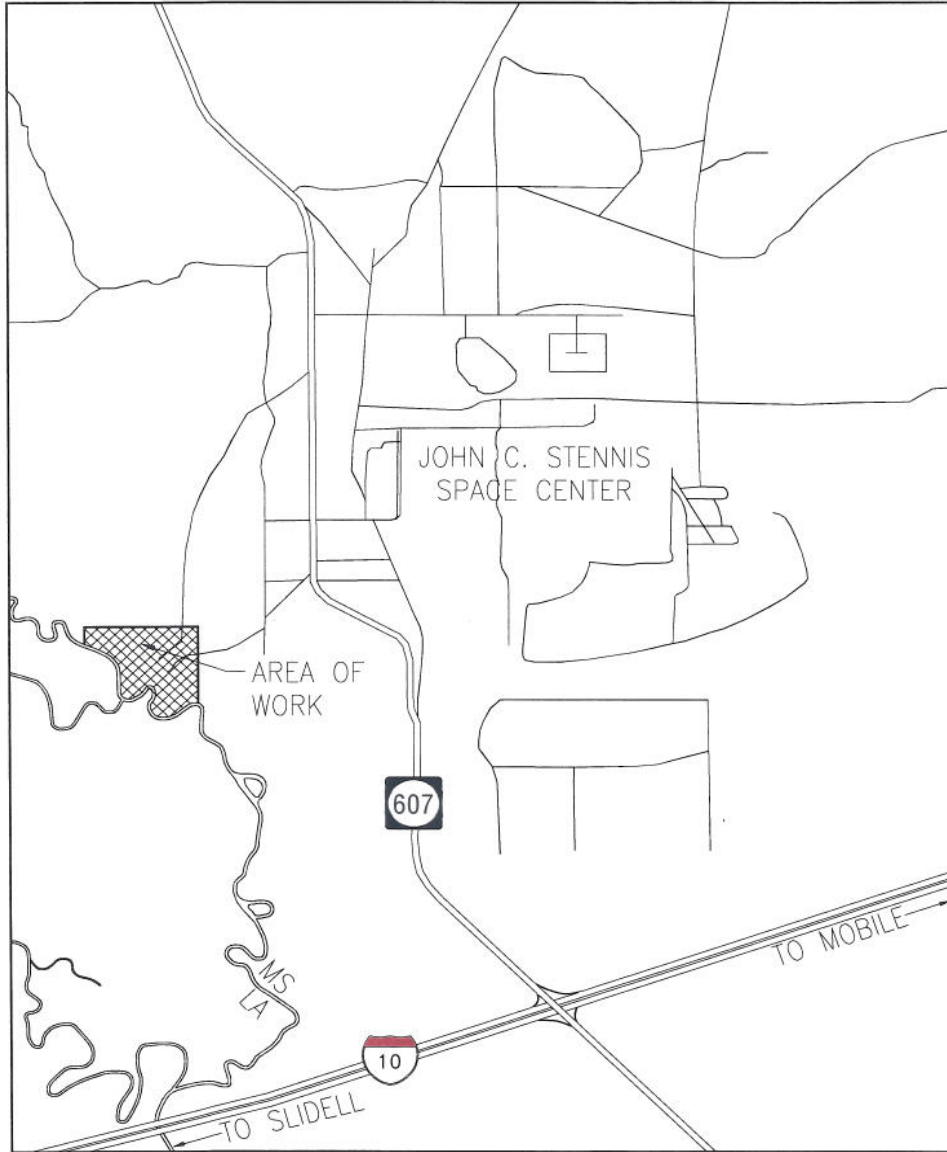 JOHN C. STENNIS
SPACE CENTER
AREA OF
WORK
607
TO MOBILE
MS
LA
10
TO SLIDELL